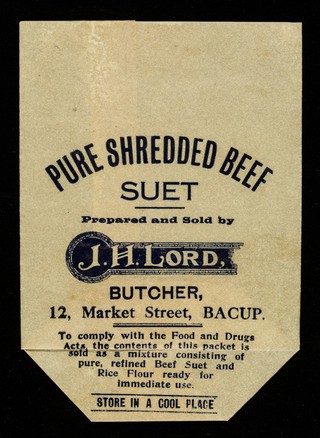 PURE SHREDDED BEEF
SUET
Prepared and Sold by
J.H. LORD,
BUTCHER,
12, Market Street, BACUP.
To comply with the Food and Drugs
Acts, the contents of this packet is
sold as a mixture consisting of
pure, refined Beef Suet and
Rice Flour ready for
immediate use.
STORE IN A COOL PLACE